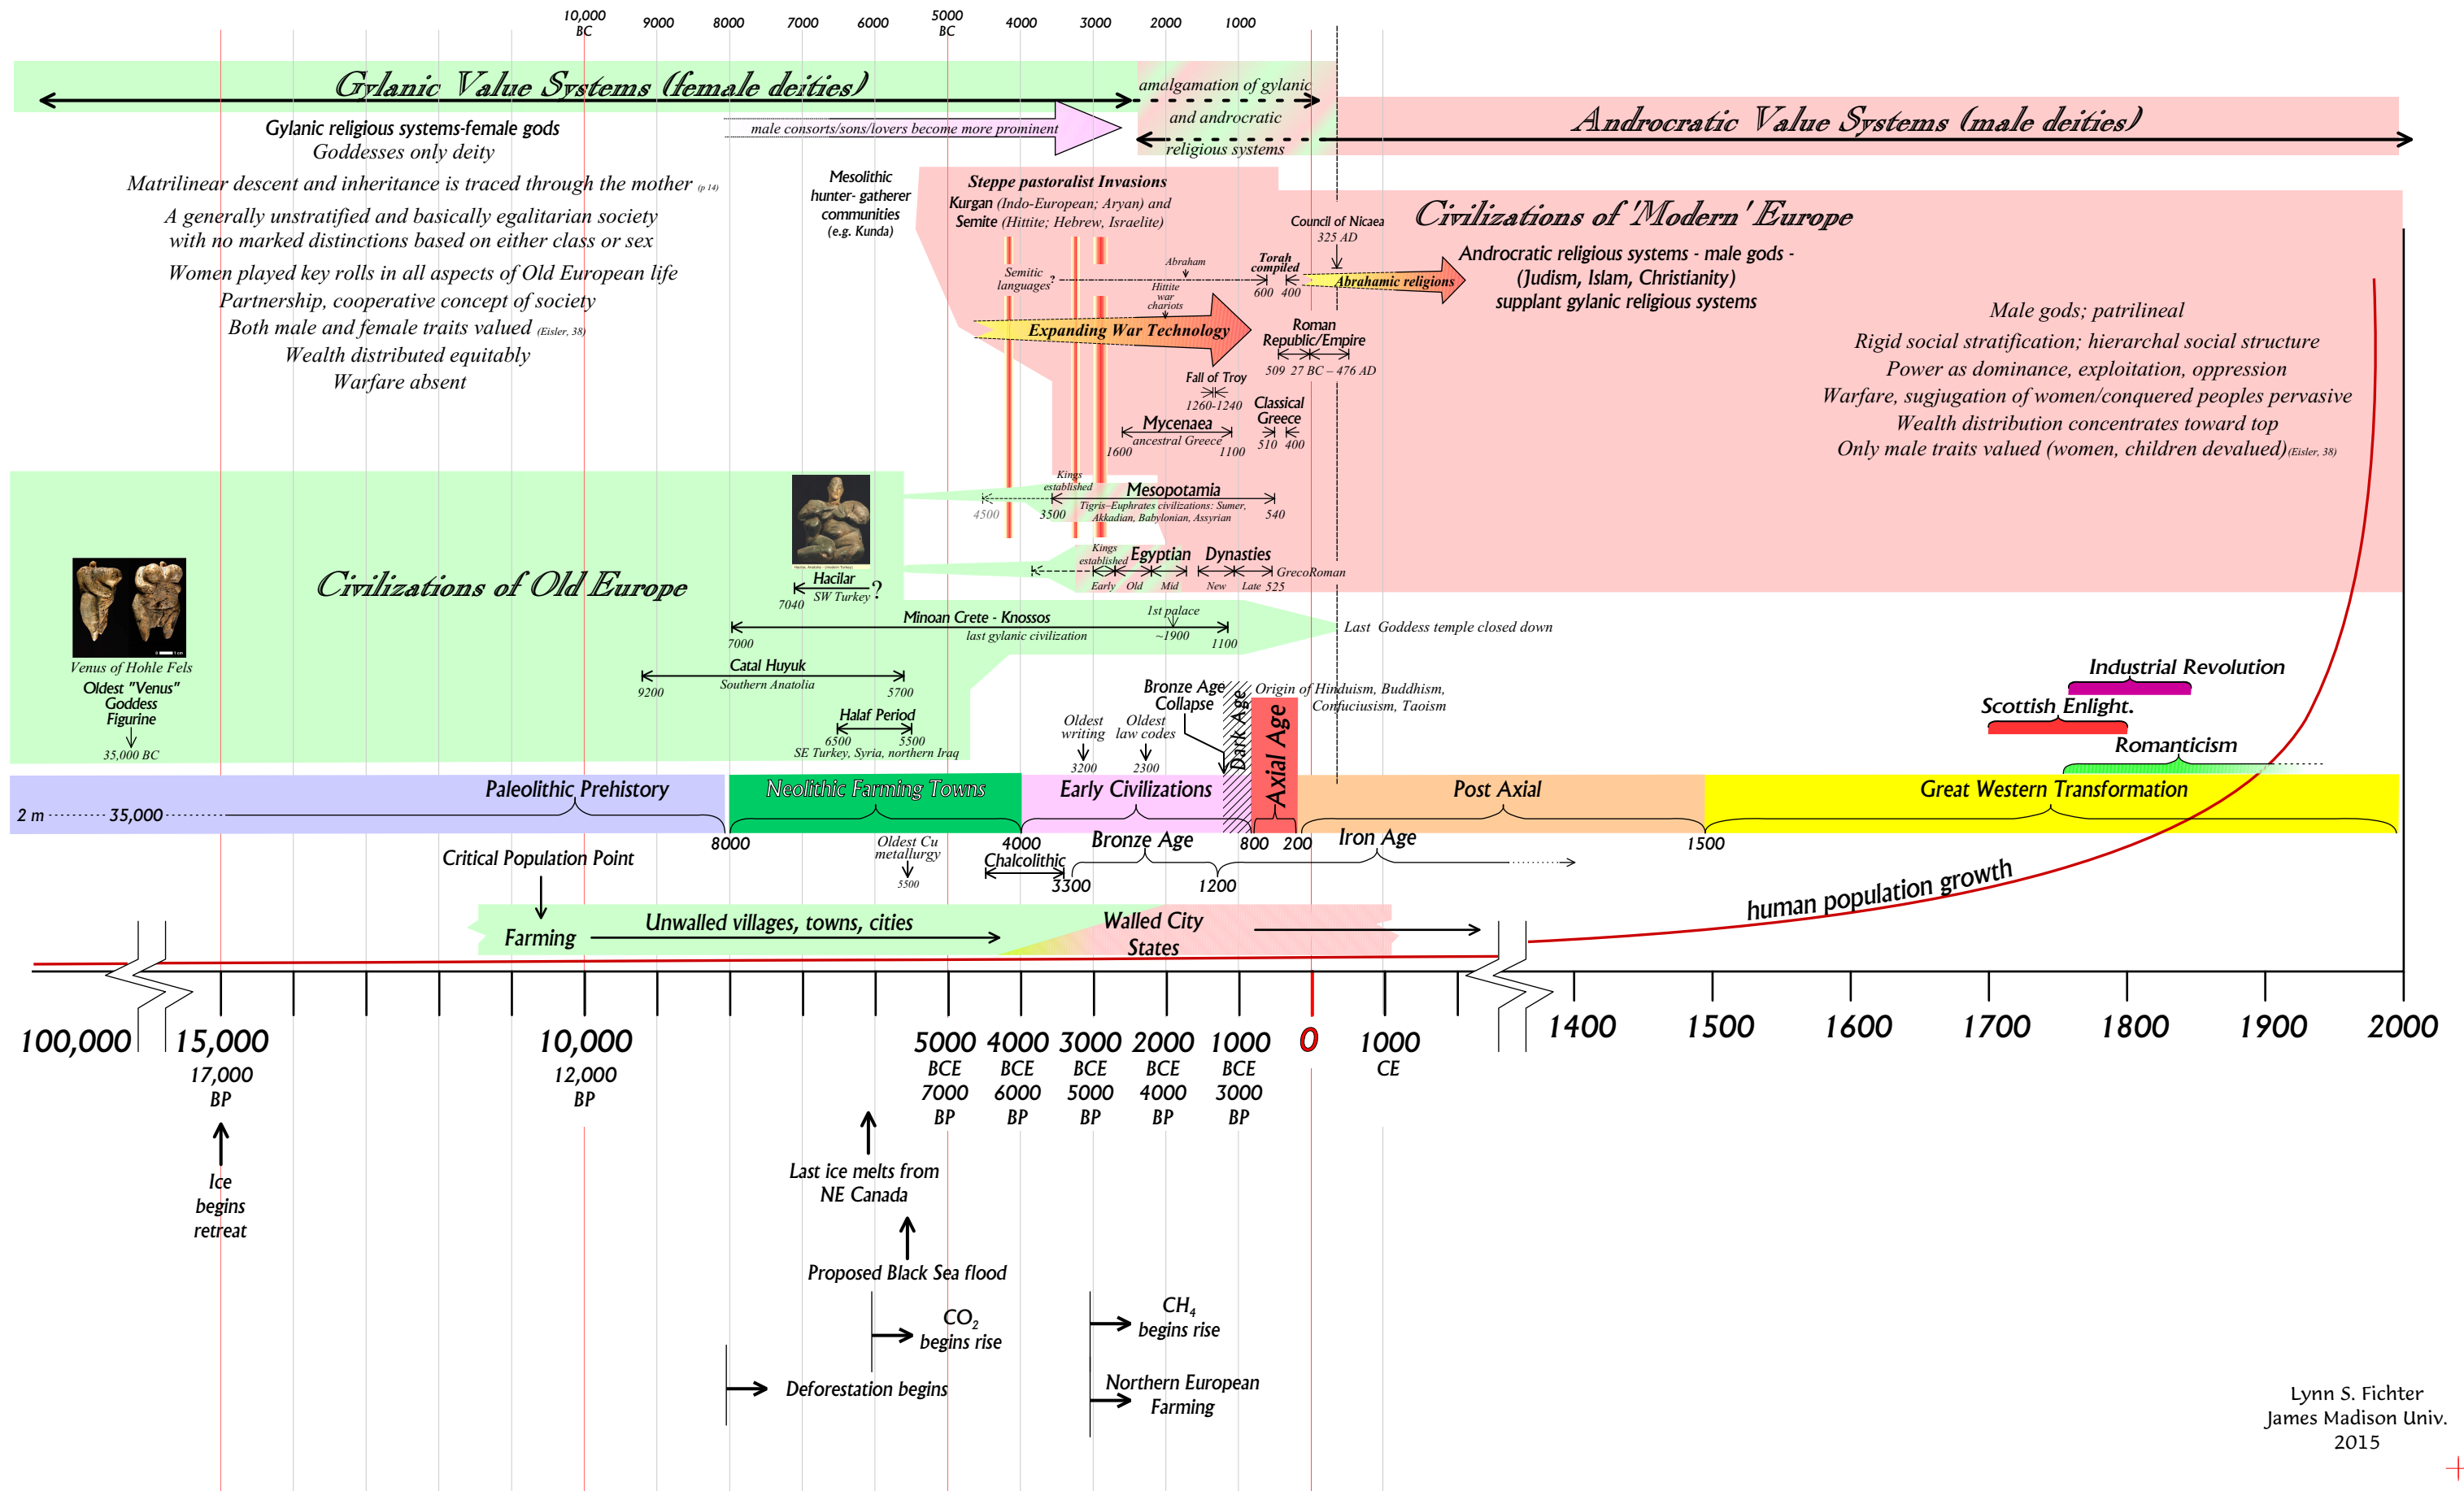 10,000 BC 9000 8000 7000 6000 5000 BC 4000 3000 2000 1000
Gylanic Value Systems (female deities)
amalgamation of gylanic
and androcratic
religious systems
Androcratic Value Systems (male deities)
Gylanic religious systems-female gods
Goddesses only deity
male consorts/sons/lovers become more prominent
Matrilinear descent and inheritance is traced through the mother (p 14)
A generally unstratified and basically egalitarian society
with no marked distinctions based on either class or sex
Women played key rolls in all aspects of Old European life
Partnership, cooperative concept of society
Both male and female traits valued (Eisler, 38)
Wealth distributed equitably
Warfare absent
Mesolithic
hunter- gatherer
communities
(e.g. Kunda)
Steppe pastoralist Invasions
Kurgan (Indo-European; Aryan) and
Semite (Hittite; Hebrew, Israelite)
Semitic
languages?
Abraham
Hittite
war
chariots
Torah
compiled
600 400
Council of Nicaea
325 AD
Abrahamic religions
Expanding War Technology
Roman
Republic/Empire
509 27 BC – 476 AD
Fall of Troy
1260-1240
Classical
Greece
510 400
Mycenaea
ancestral Greece
1600 1100
Civilizations of 'Modern' Europe
Androcratic religious systems - male gods -
(Judism, Islam, Christianity)
supplant gylanic religious systems
Male gods; patrilineal
Rigid social stratification; hierarchal social structure
Power as dominance, exploitation, oppression
Warfare, sugjugation of women/conquered peoples pervasive
Wealth distribution concentrates toward top
Only male traits valued (women, children devalued)(Eisler, 38)
Kings
established
Mesopotamia
Tigris–Euphrates civilizations: Sumer,
Akkadian, Babylonian, Assyrian
4500 3500 540
Kings
established
Egyptian Dynasties
GrecoRoman
Early Old Mid New Late 525
Civilizations of Old Europe
Hacilar, Anatolia - (modern Turkey)
Hacilar
SW Turkey ?
7040
Minoan Crete - Knossos
last gylanic civilization
1st palace
~1900
7000 1100
Last Goddess temple closed down
Catal Huyuk
Southern Anatolia
9200 5700
Halaf Period
6500 5500
SE Turkey, Syria, northern Iraq
0 1 cm
Venus of Hohle Fels
Oldest "Venus"
Goddess
Figurine
35,000 BC
Oldest
writing
3200
Oldest
law codes
2300
Bronze Age
Collapse
Dark Age
Axial Age
Origin of Hinduism, Buddhism,
Confuciusism, Taoism
Industrial Revolution
Scottish Enlight.
Romanticism
2 m 35,000
Paleolithic Prehistory
Neolithic Farming Towns
Early Civilizations
Post Axial
Great Western Transformation
8000 4000 800 200 1500
Critical Population Point
Oldest Cu
metallurgy
5500
Chalcolithic
Bronze Age
Iron Age
3300 1200
human population growth
Farming
Unwalled villages, towns, cities
Walled City
States
100,000
15,000
17,000
BP
10,000
12,000
BP
5000
BCE
7000
BP
4000
BCE
6000
BP
3000
BCE
5000
BP
2000
BCE
4000
BP
1000
BCE
3000
BP
0
1000
CE
1400 1500 1600 1700 1800 1900 2000
Ice
begins
retreat
Last ice melts from
NE Canada
Proposed Black Sea flood
CO2
begins rise
CH4
begins rise
Deforestation begins
Northern European
Farming
Lynn S. Fichter
James Madison Univ.
2015